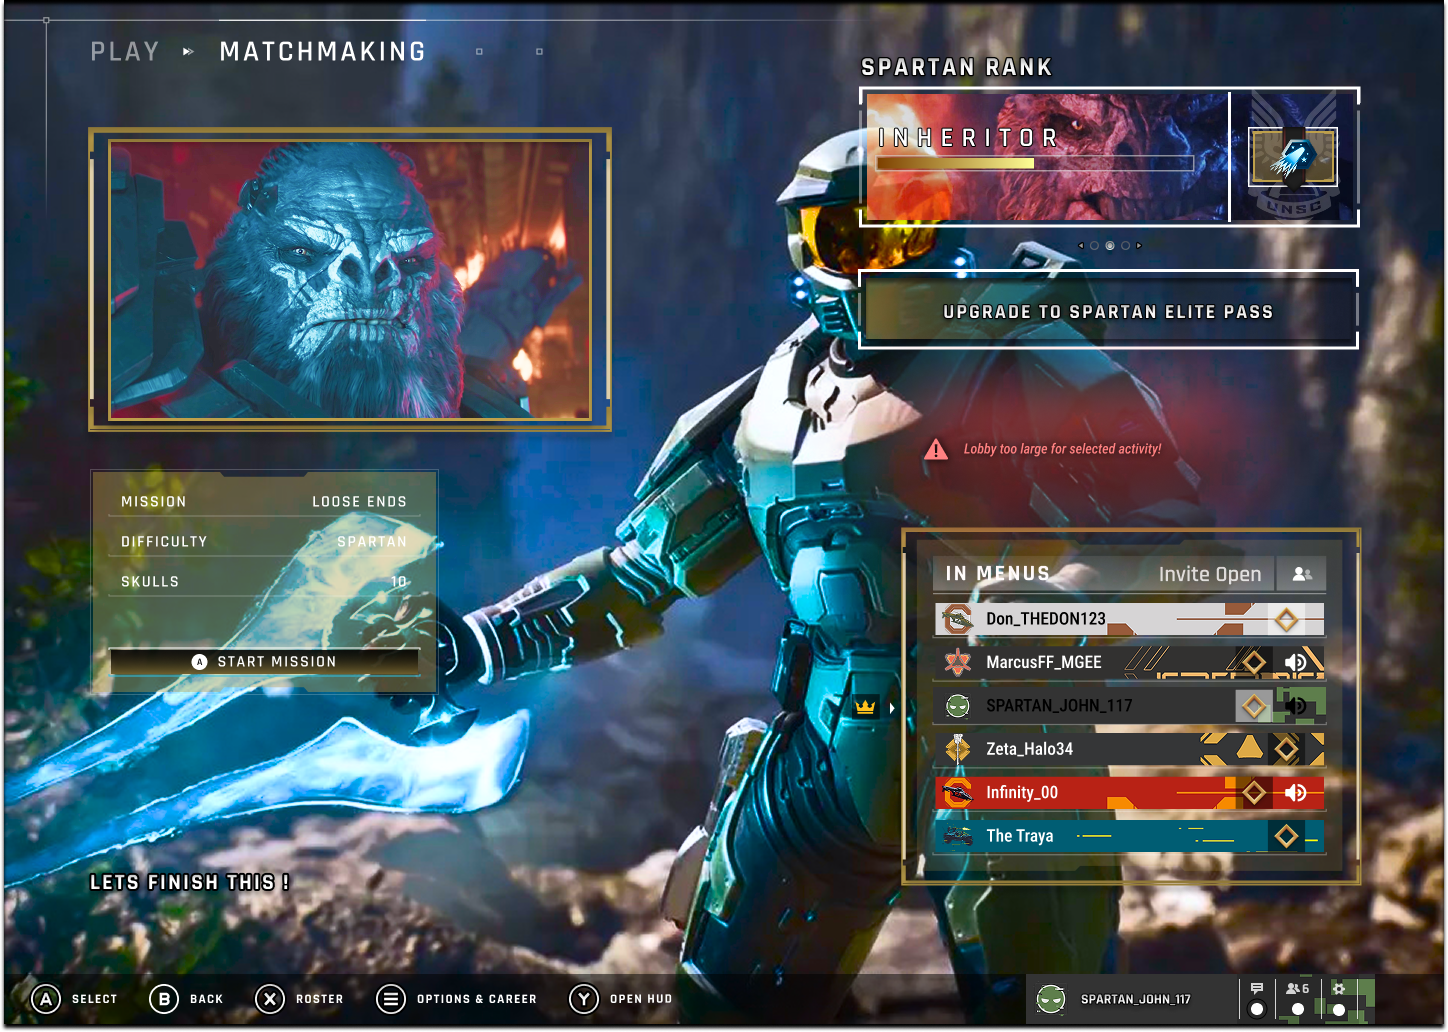 PLAY MATCHMAKING
SPARTAN RANK
INHERITOR
UNSC
UPGRADE TO SPARTAN ELITE PASS
Lobby too large for selected activity!
MISSION LOOSE ENDS
DIFFICULTY SPARTAN
SKULLS 10
A START MISSION
IN MENUS Invite Open
Don_THEDON123
MarcusFF_MGEE
SPARTAN_JOHN_117
Zeta_Halo34
Infinity_00
The Traya
LETS FINISH THIS !
A SELECT B BACK X ROSTER OPTIONS & CAREER Y OPEN HUD
SPARTAN_JOHN_117 6